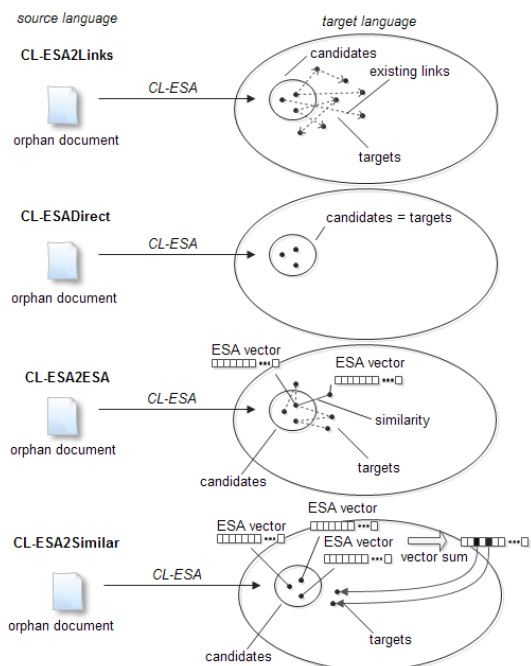 source language
target language
CL-ESA2Links
candidates
CL-ESA
existing links
orphan document
targets
CL-ESADirect
candidates = targets
CL-ESA
orphan document
ESA vector
CL-ESA2ESA
ESA vector
CL-ESA
similarity
orphan document
targets
candidates
ESA vector
ESA vector
CL-ESA2Similar
ESA vector
vector sum
CL-ESA
orphan document
targets
candidates